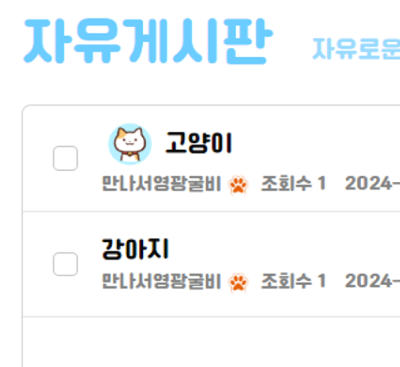 자유게시판 자유로운
고양이
만나서영광굴비 조회수 1 2024-
강아지
만나서영광굴비 조회수 1 2024-